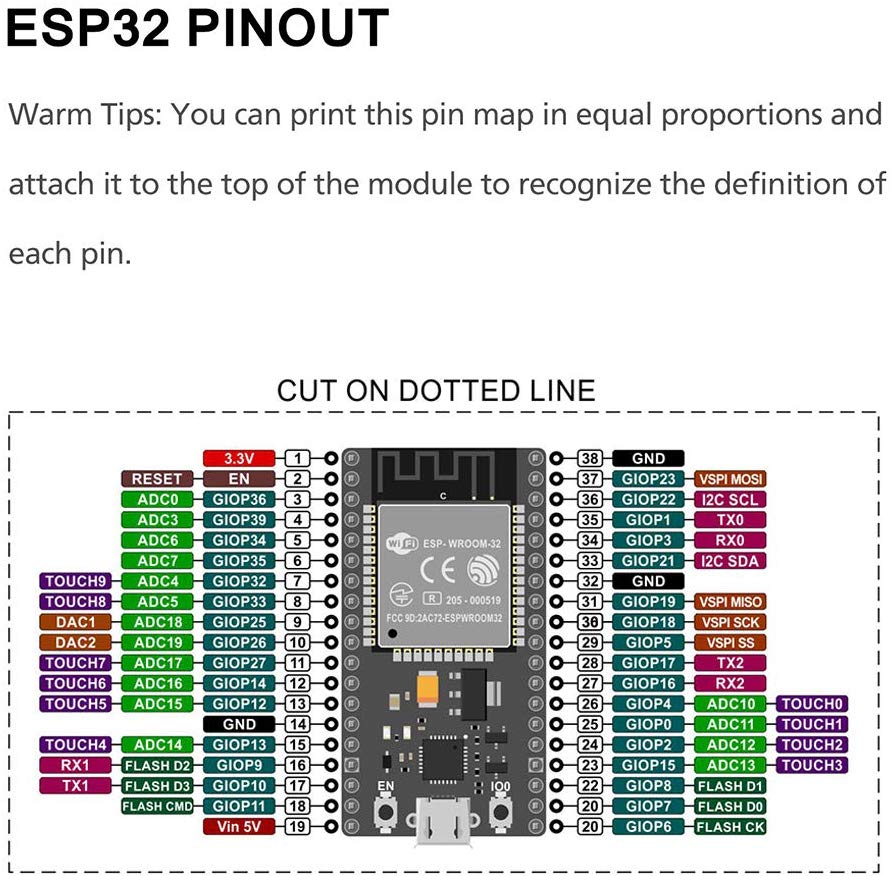 ESP32 PINOUT
Warm Tips: You can print this pin map in equal proportions and
attach it to the top of the module to recognize the definition of
each pin.
CUT ON DOTTED LINE
3.3V 1 38 GND
RESET EN 2 37 GIOP23 VSPI MOSI
ADC0 GIOP36 3 36 GIOP22 I2C SCL
ADC3 GIOP39 4 35 GIOP1 TX0
ADC6 GIOP34 5 34 GIOP3 RX0
ADC7 GIOP35 6 33 GIOP21 I2C SDA
TOUCH9 ADC4 GIOP32 7 32 GND
TOUCH8 ADC5 GIOP33 8 31 GIOP19 VSPI MISO
DAC1 ADC18 GIOP25 9 30 GIOP18 VSPI SCK
DAC2 ADC19 GIOP26 10 29 GIOP5 VSPI SS
TOUCH7 ADC17 GIOP27 11 28 GIOP17 TX2
TOUCH6 ADC16 GIOP14 12 27 GIOP16 RX2
TOUCH5 ADC15 GIOP12 13 26 GIOP4 ADC10 TOUCH0
GND 14 25 GIOP0 ADC11 TOUCH1
TOUCH4 ADC14 GIOP13 15 24 GIOP2 ADC12 TOUCH2
RX1 FLASH D2 GIOP9 16 23 GIOP15 ADC13 TOUCH3
TX1 FLASH D3 GIOP10 17 22 GIOP8 FLASH D1
FLASH CMD GIOP11 18 20 GIOP7 FLASH D0
Vin 5V 19 20 GIOP6 FLASH CK
C
WiFi ESP-WROOM-32
CE
R 205-000519
FCC 9D:2AC72-ESPWROOM32
EN IO0